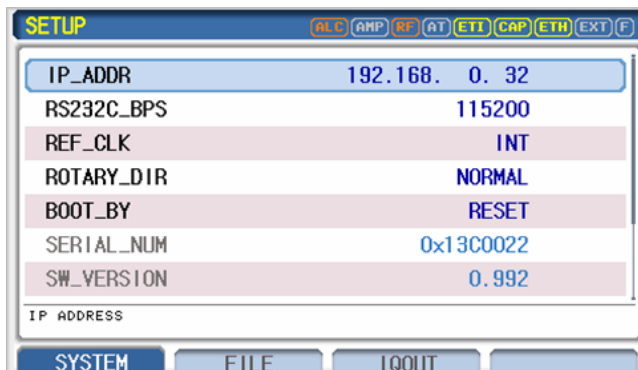 SETUP ALC AMP RF AT ETI CAP ETH EXT F
IP_ADDR 192.168. 0. 32
RS232C_BPS 115200
REF_CLK INT
ROTARY_DIR NORMAL
BOOT_BY RESET
SERIAL_NUM 0x13C0022
SW_VERSION 0.992
IP ADDRESS
SYSTEM FILE IQOUT